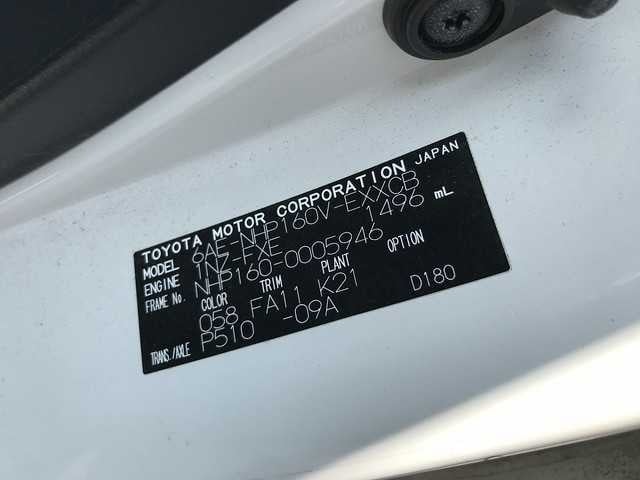 TOYOTA MOTOR CORPORATION JAPAN
MODEL 6AE-NHP160V-EXXCB
ENGINE 1NZ-FXE 1496 mL
FRAME No. NHP160-0005946
COLOR TRIM PLANT OPTION
058 FA11 K21
TRANS./AXLE P510 -09A D180